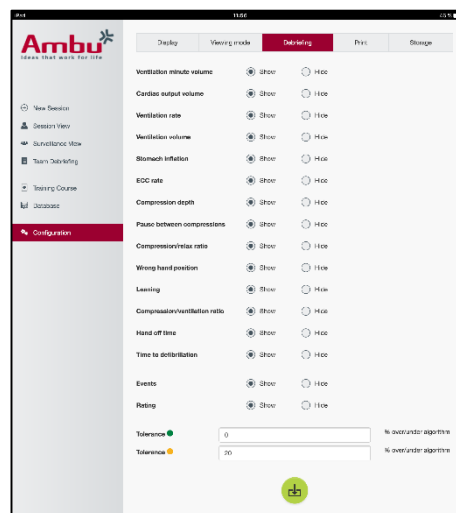 iPad 11:56 49 %
Ambu
Ideas that work for life
Display Viewing mode Debriefing Print Storage
Ventilation minute volume Show Hide
Cardias output volume Show Hide
Ventilation rate Show Hide
Ventilation volume Show Hide
Stomach inflation Show Hide
ECC rate Show Hide
Compression depth Show Hide
Pause between compressions Show Hide
Compression/relax ratio Show Hide
Wrong hand position Show Hide
Leaning Show Hide
Compression/ventilation ratio Show Hide
Hand off time Show Hide
Time to defibrillation Show Hide
Events Show Hide
Rating Show Hide
Tolerance 0 % over/under algorithm
Tolerance 20 % over/under algorithm
New Session
Session View
Surveillance View
Team Debriefing
Training Course
Database
Configuration